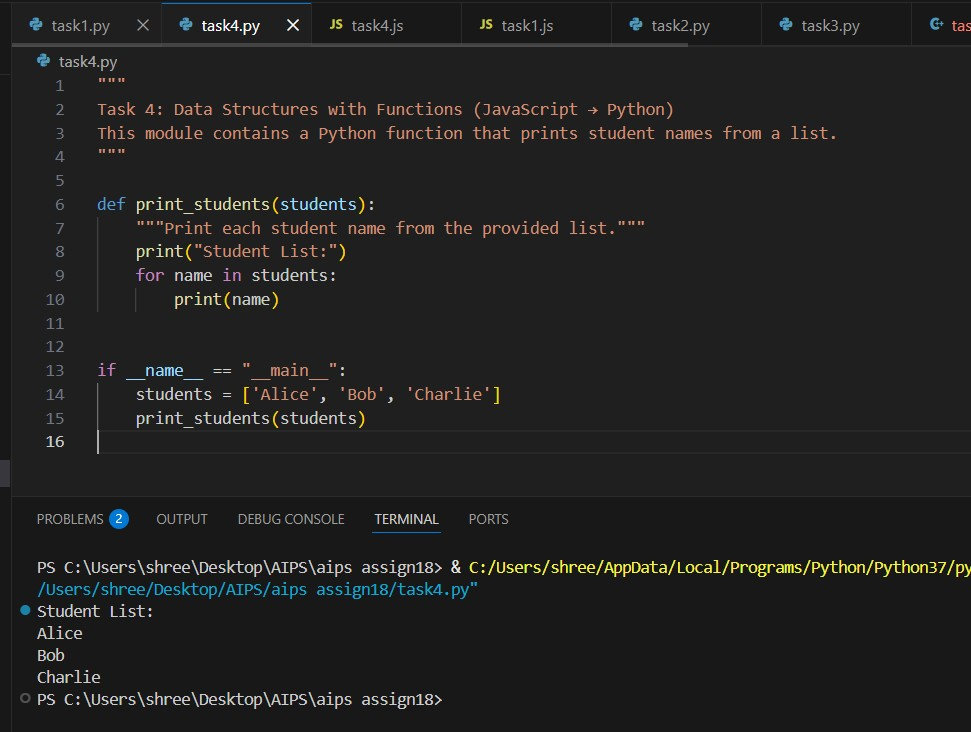 task1.py task4.py JS task4.js JS task1.js task2.py task3.py
task4.py
1 """
2 Task 4: Data Structures with Functions (JavaScript → Python)
3 This module contains a Python function that prints student names from a list.
4 """
5
6 def print_students(students):
7     """Print each student name from the provided list."""
8     print("Student List:")
9     for name in students:
10         print(name)
11
12
13 if __name__ == "__main__":
14     students = ['Alice', 'Bob', 'Charlie']
15     print_students(students)
16
PROBLEMS 2 OUTPUT DEBUG CONSOLE TERMINAL PORTS
PS C:\Users\shree\Desktop\AIPS\aips assign18> & C:/Users/shree/AppData/Local/Programs/Python/Python37/py
/Users/shree/Desktop/AIPS/aips assign18/task4.py"
Student List:
Alice
Bob
Charlie
PS C:\Users\shree\Desktop\AIPS\aips assign18>